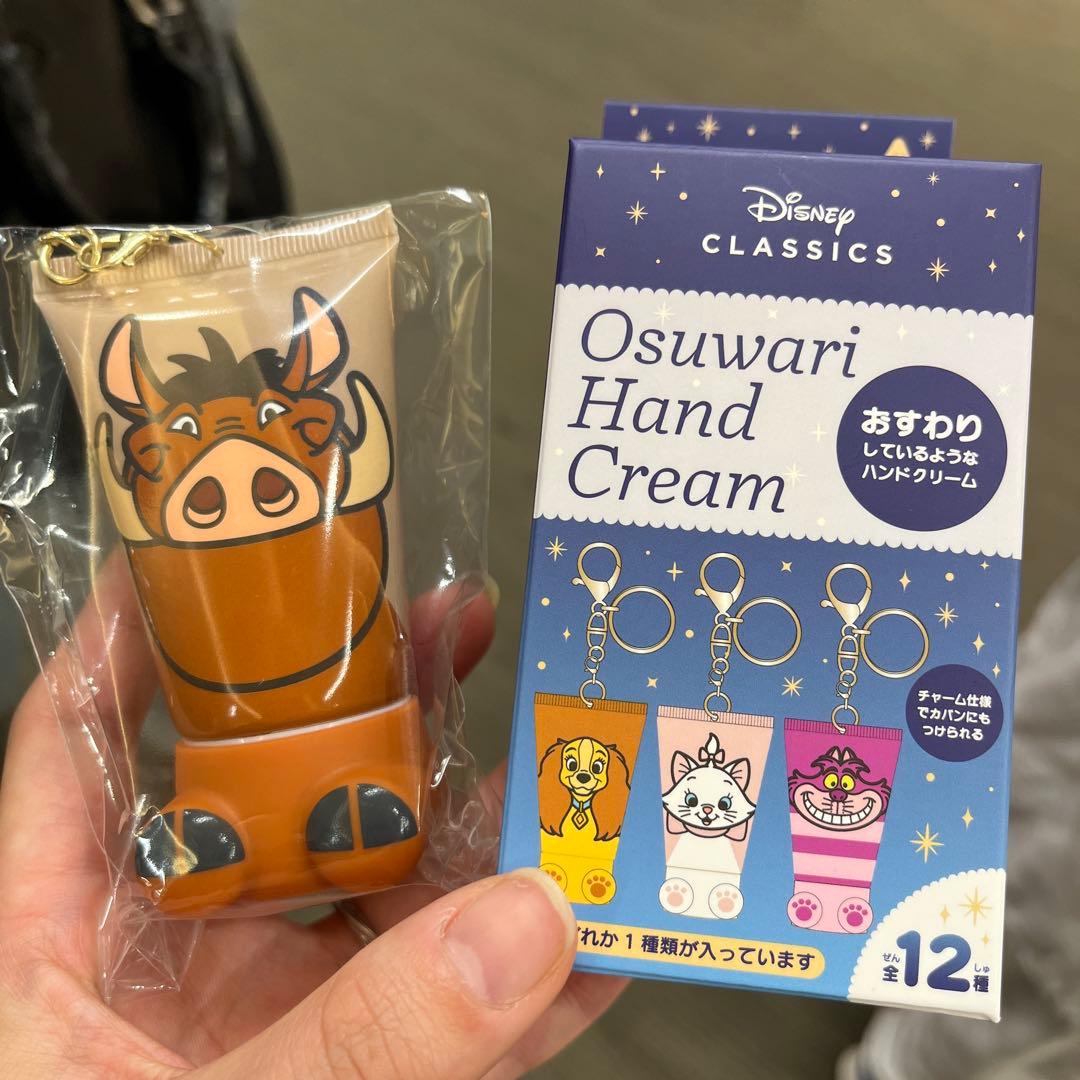 Disney
CLASSICS
Osuwari
Hand
Cream
おすわり
しているような
ハンドクリーム
チャーム仕様
でカバンにも
つけられる
れか1種類が入っています
ぜん しゅ
全12種